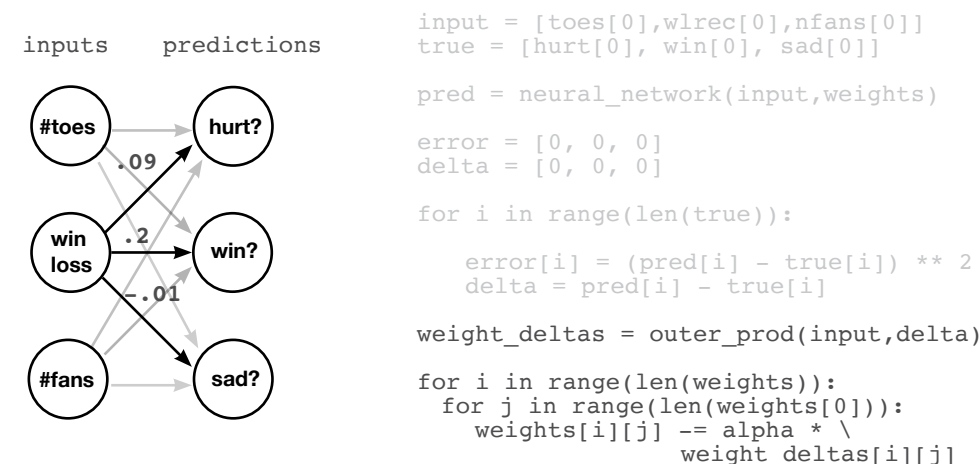 inputs predictions
#toes hurt?
.09
win loss .2 win?
-.01
#fans sad?
input = [toes[0],wlrec[0],nfans[0]]
true = [hurt[0], win[0], sad[0]]
pred = neural_network(input,weights)
error = [0, 0, 0]
delta = [0, 0, 0]
for i in range(len(true)):
error[i] = (pred[i] - true[i]) ** 2
delta = pred[i] - true[i]
weight_deltas = outer_prod(input,delta)
for i in range(len(weights)):
for j in range(len(weights[0])):
weights[i][j] -= alpha * \
weight_deltas[i][j]